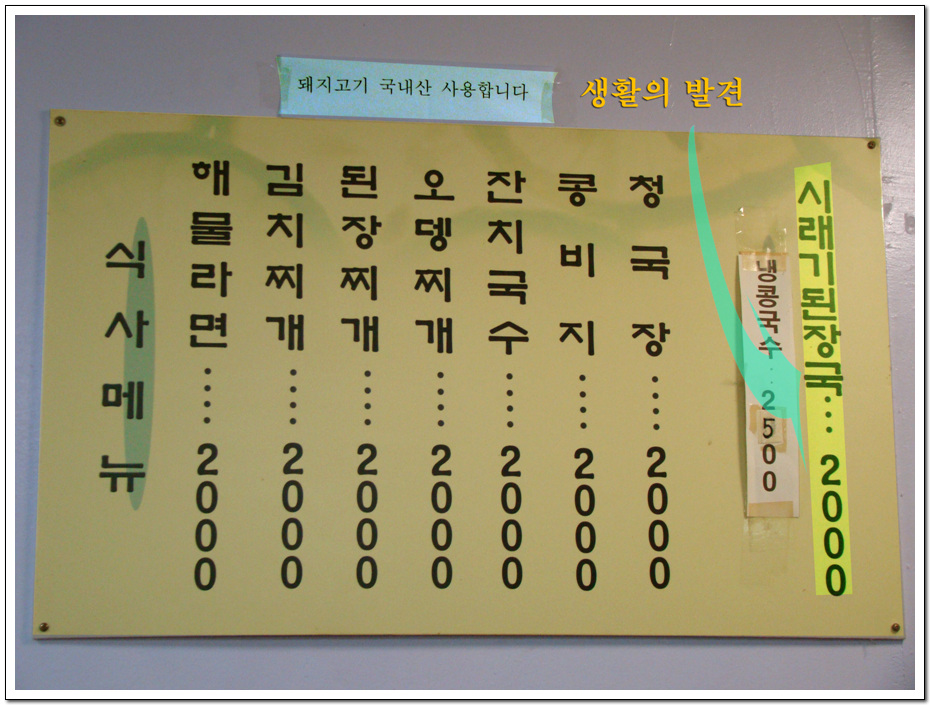 돼지고기 국내산 사용합니다
생활의 발견
식사메뉴
해물라면····2000
김치찌개····2000
된장찌개····2000
오뎅찌개····2000
잔치국수····2000
콩비지····2000
청국장····2000
냉콩국수···2500
시래기된장국···2000